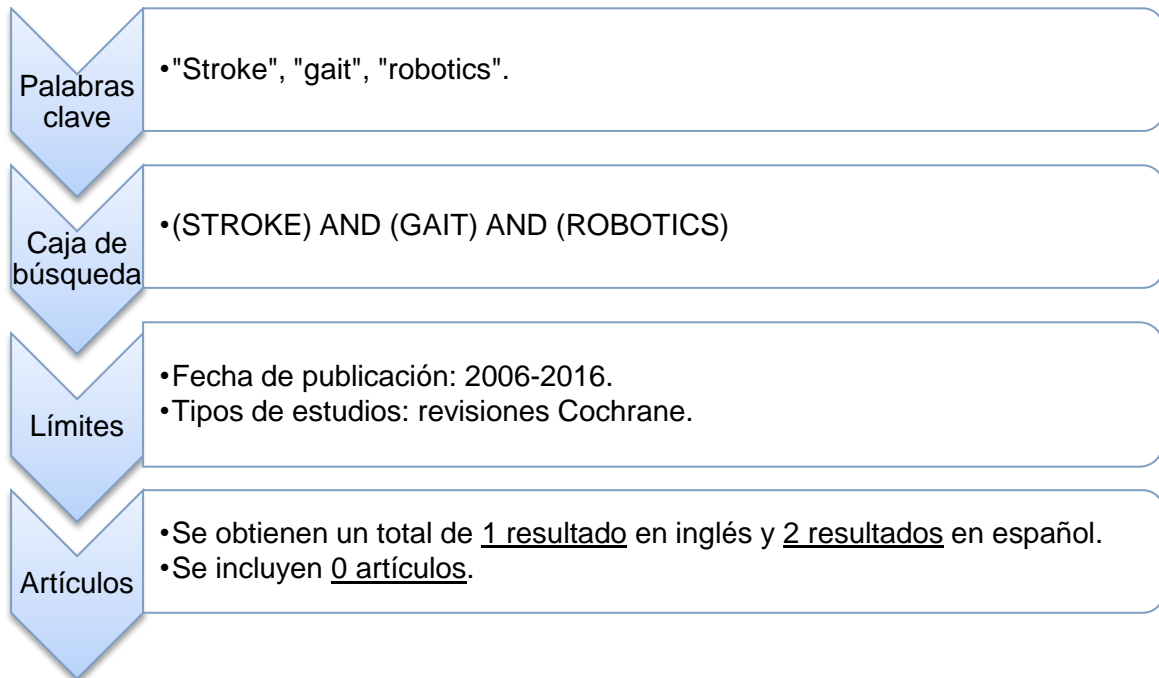 Palabras
clave
•"Stroke", "gait", "robotics".
Caja de
búsqueda
•(STROKE) AND (GAIT) AND (ROBOTICS)
Límites
•Fecha de publicación: 2006-2016.
•Tipos de estudios: revisiones Cochrane.
Artículos
•Se obtienen un total de 1 resultado en inglés y 2 resultados en español.
•Se incluyen 0 artículos.